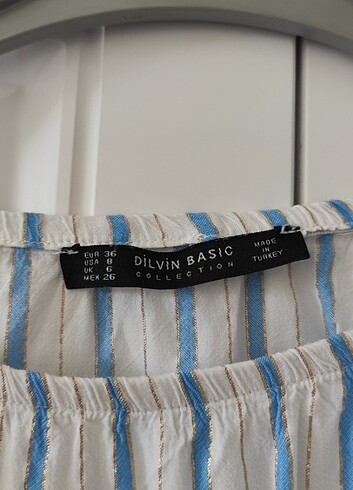 EUR 36
USA 8
UK 6
MEX 26
DİLVİN BASIC
COLLECTION
MADE
IN
TURKEY